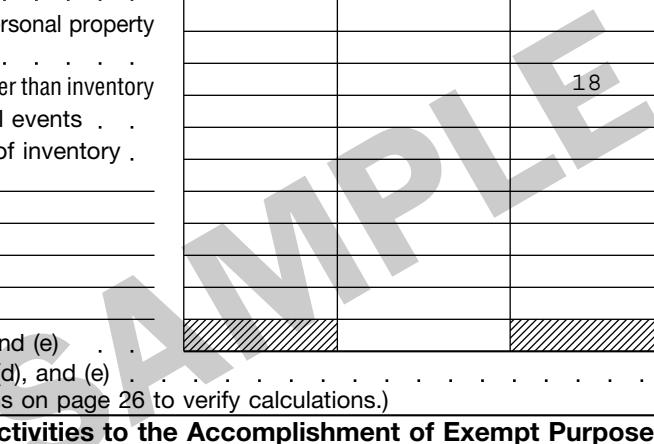 rsonal property
. . . . .
er than inventory 18
l events . .
of inventory .
nd (e) . .
(d), and (e) . . . . . . . . . . . . . . . . .
s on page 26 to verify calculations.)
ctivities to the Accomplishment of Exempt Purpose
SAMPLE